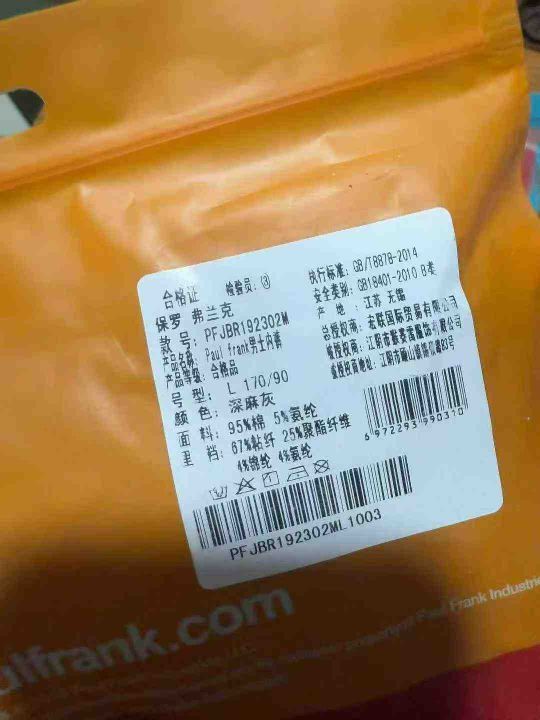 合格证 检验员:③
保罗 弗兰克
款 号:PFJBR192302M
产品名称:Paul frank男士内裤
产品等级:合格品
号 型:L 170/90
颜 色:深麻灰
面 料:95%棉 5%氨纶
里 裆:67%粘纤 25%聚酯纤维
4%锦纶 4%氨纶
执行标准:GB/T8878-2014
安全类别:GB18401-2010 B类
产 地:江苏 无锡
总授权商:宏联国际贸易有限公司
6972293990310
PFJBR192302ML1003
ulfrank.com
Paul Frank Industries